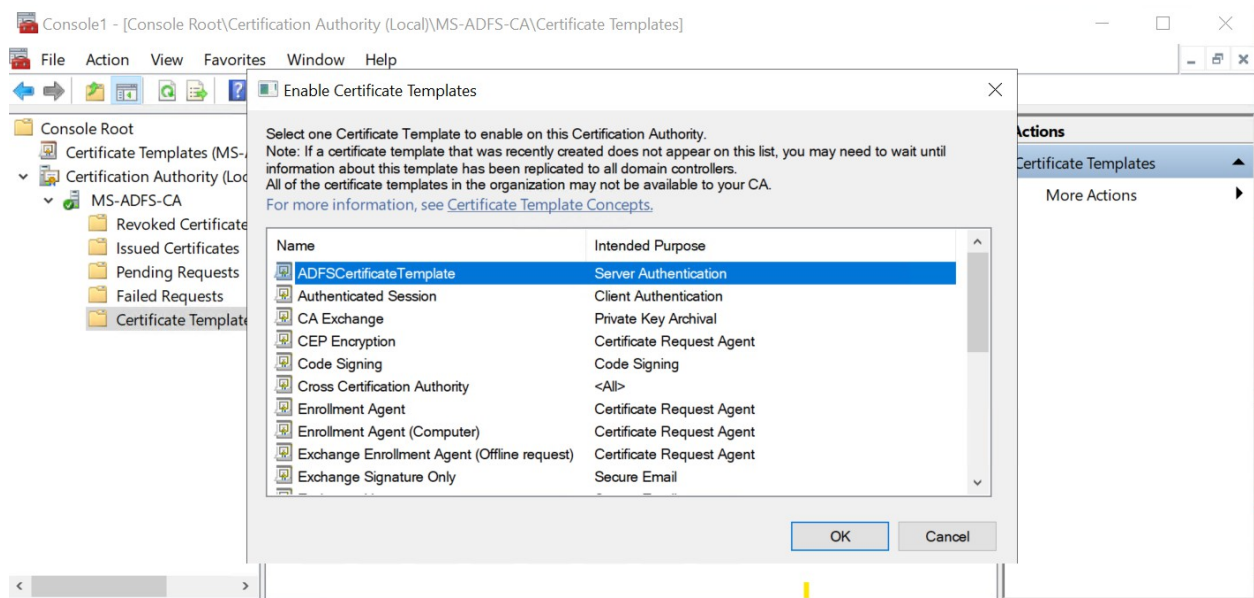 Console1 - [Console Root\Certification Authority (Local)\MS-ADFS-CA\Certificate Templates]
File Action View Favorites Window Help
Enable Certificate Templates
Console Root
Certificate Templates (MS-
Certification Authority (Loc
MS-ADFS-CA
Revoked Certificate
Issued Certificates
Pending Requests
Failed Requests
Certificate Template
Select one Certificate Template to enable on this Certification Authority.
Note: If a certificate template that was recently created does not appear on this list, you may need to wait until
information about this template has been replicated to all domain controllers.
All of the certificate templates in the organization may not be available to your CA.
For more information, see Certificate Template Concepts.
Name Intended Purpose
ADFSCertificateTemplate Server Authentication
Authenticated Session Client Authentication
CA Exchange Private Key Archival
CEP Encryption Certificate Request Agent
Code Signing Code Signing
Cross Certification Authority <All>
Enrollment Agent Certificate Request Agent
Enrollment Agent (Computer) Certificate Request Agent
Exchange Enrollment Agent (Offline request) Certificate Request Agent
Exchange Signature Only Secure Email
OK Cancel
Actions
Certificate Templates
More Actions